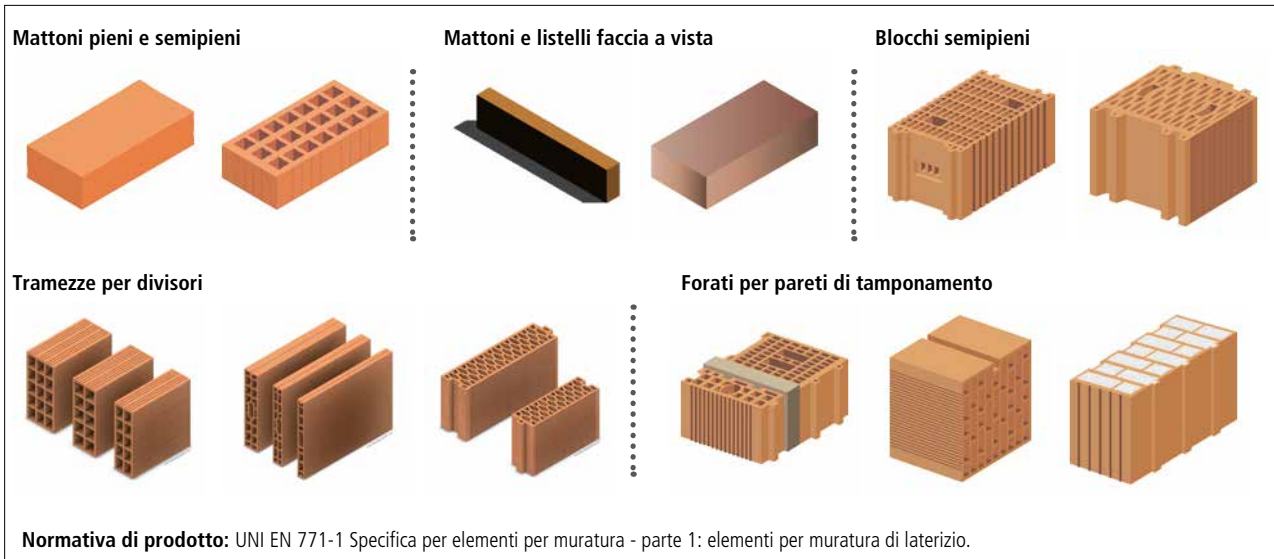 Mattoni pieni e semipieni
Mattoni e listelli faccia a vista
Blocchi semipieni
Tramezze per divisori
Forati per pareti di tamponamento
Normativa di prodotto: UNI EN 771-1 Specifica per elementi per muratura - parte 1: elementi per muratura di laterizio.